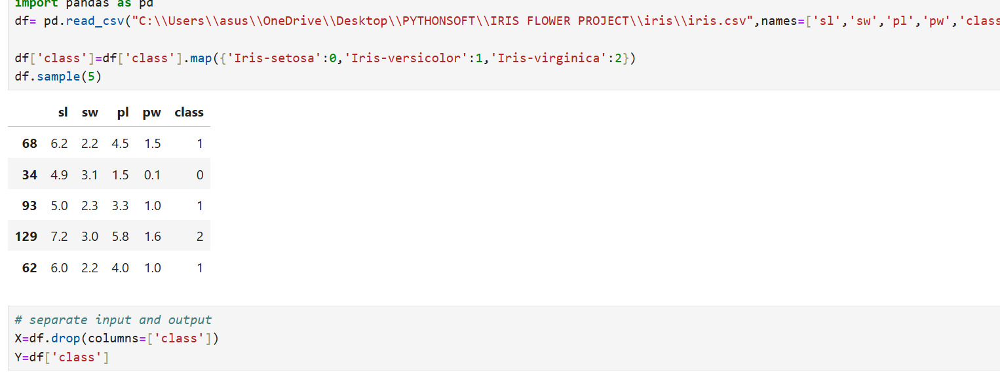 import pandas as pd
df= pd.read_csv("C:\\Users\\asus\\OneDrive\\Desktop\\PYTHONSOFT\\IRIS FLOWER PROJECT\\iris\\iris.csv",names=['sl','sw','pl','pw','class
df['class']=df['class'].map({'Iris-setosa':0,'Iris-versicolor':1,'Iris-virginica':2})
df.sample(5)
sl sw pl pw class
68 6.2 2.2 4.5 1.5 1
34 4.9 3.1 1.5 0.1 0
93 5.0 2.3 3.3 1.0 1
129 7.2 3.0 5.8 1.6 2
62 6.0 2.2 4.0 1.0 1
# separate input and output
X=df.drop(columns=['class'])
Y=df['class']